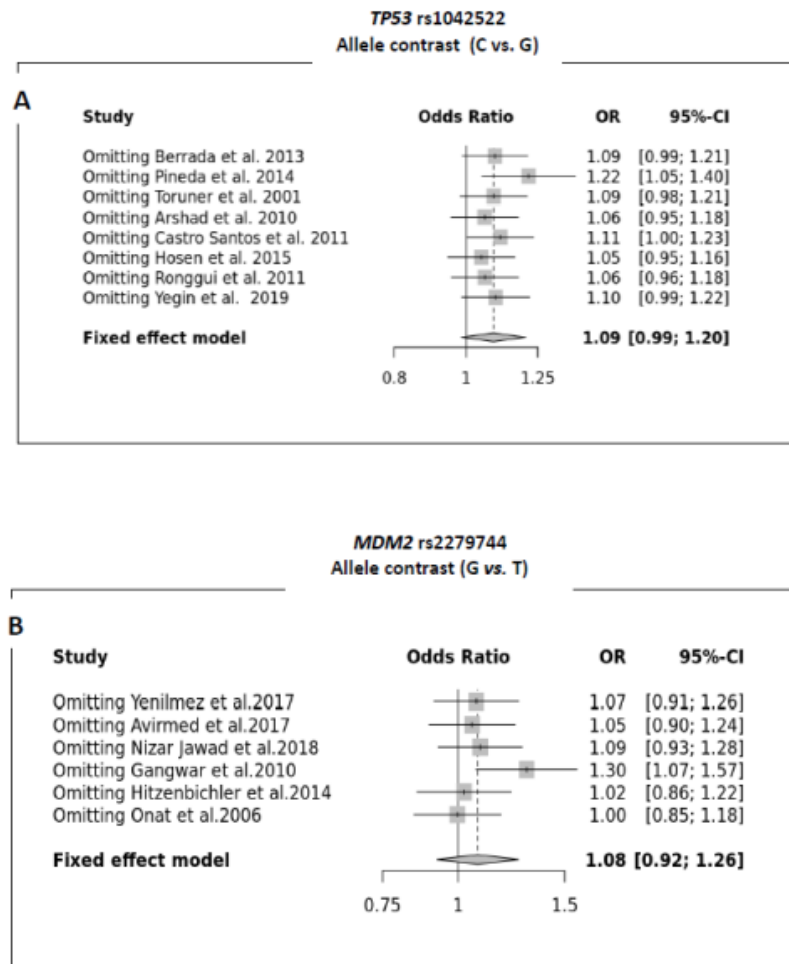 TP53 rs1042522
Allele contrast (C vs. G)
A
Study Odds Ratio OR 95%-CI
Omitting Berrada et al. 2013 1.09 [0.99; 1.21]
Omitting Pineda et al. 2014 1.22 [1.05; 1.40]
Omitting Toruner et al. 2001 1.09 [0.98; 1.21]
Omitting Arshad et al. 2010 1.06 [0.95; 1.18]
Omitting Castro Santos et al. 2011 1.11 [1.00; 1.23]
Omitting Hosen et al. 2015 1.05 [0.95; 1.16]
Omitting Ronggui et al. 2011 1.06 [0.96; 1.18]
Omitting Yegin et al. 2019 1.10 [0.99; 1.22]
Fixed effect model 1.09 [0.99; 1.20]
0.8 1 1.25
MDM2 rs2279744
Allele contrast (G vs. T)
B
Study Odds Ratio OR 95%-CI
Omitting Yenilmez et al.2017 1.07 [0.91; 1.26]
Omitting Avirmed et al.2017 1.05 [0.90; 1.24]
Omitting Nizar Jawad et al.2018 1.09 [0.93; 1.28]
Omitting Gangwar et al.2010 1.30 [1.07; 1.57]
Omitting Hitzenbichler et al.2014 1.02 [0.86; 1.22]
Omitting Onat et al.2006 1.00 [0.85; 1.18]
Fixed effect model 1.08 [0.92; 1.26]
0.75 1 1.5